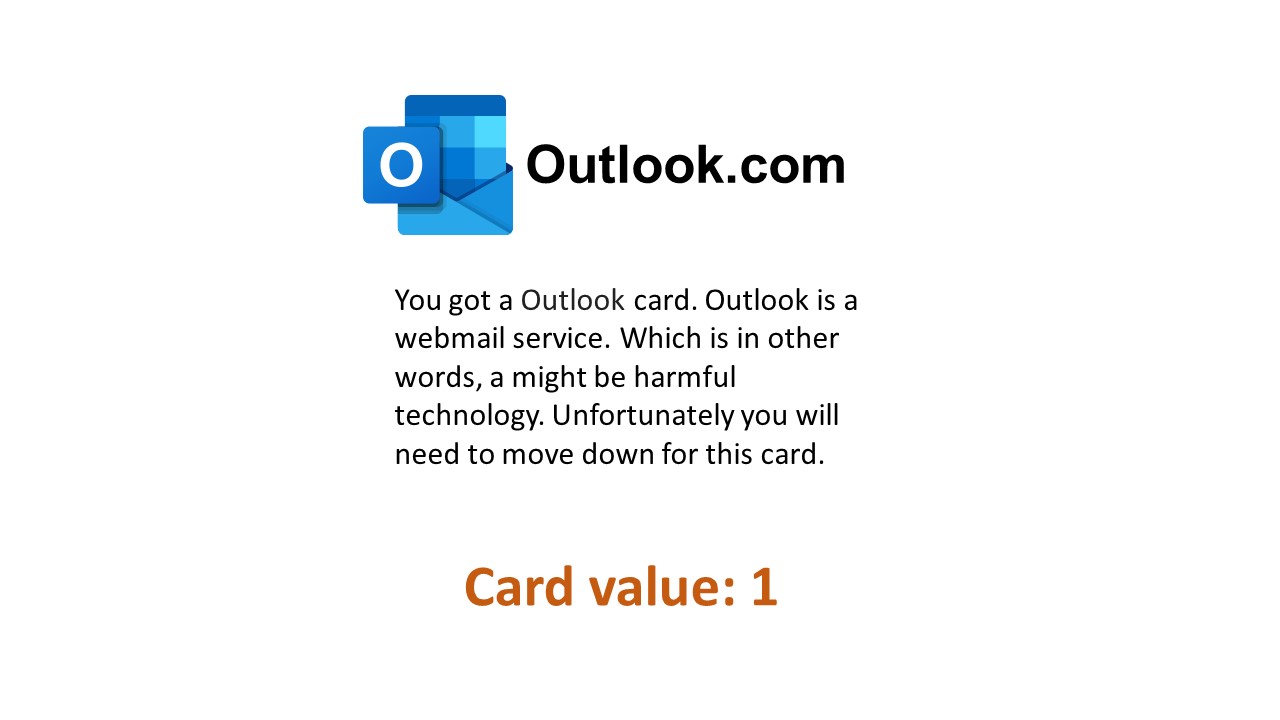 O Outlook.com
You got a Outlook card. Outlook is a
webmail service. Which is in other
words, a might be harmful
technology. Unfortunately you will
need to move down for this card.
Card value: 1